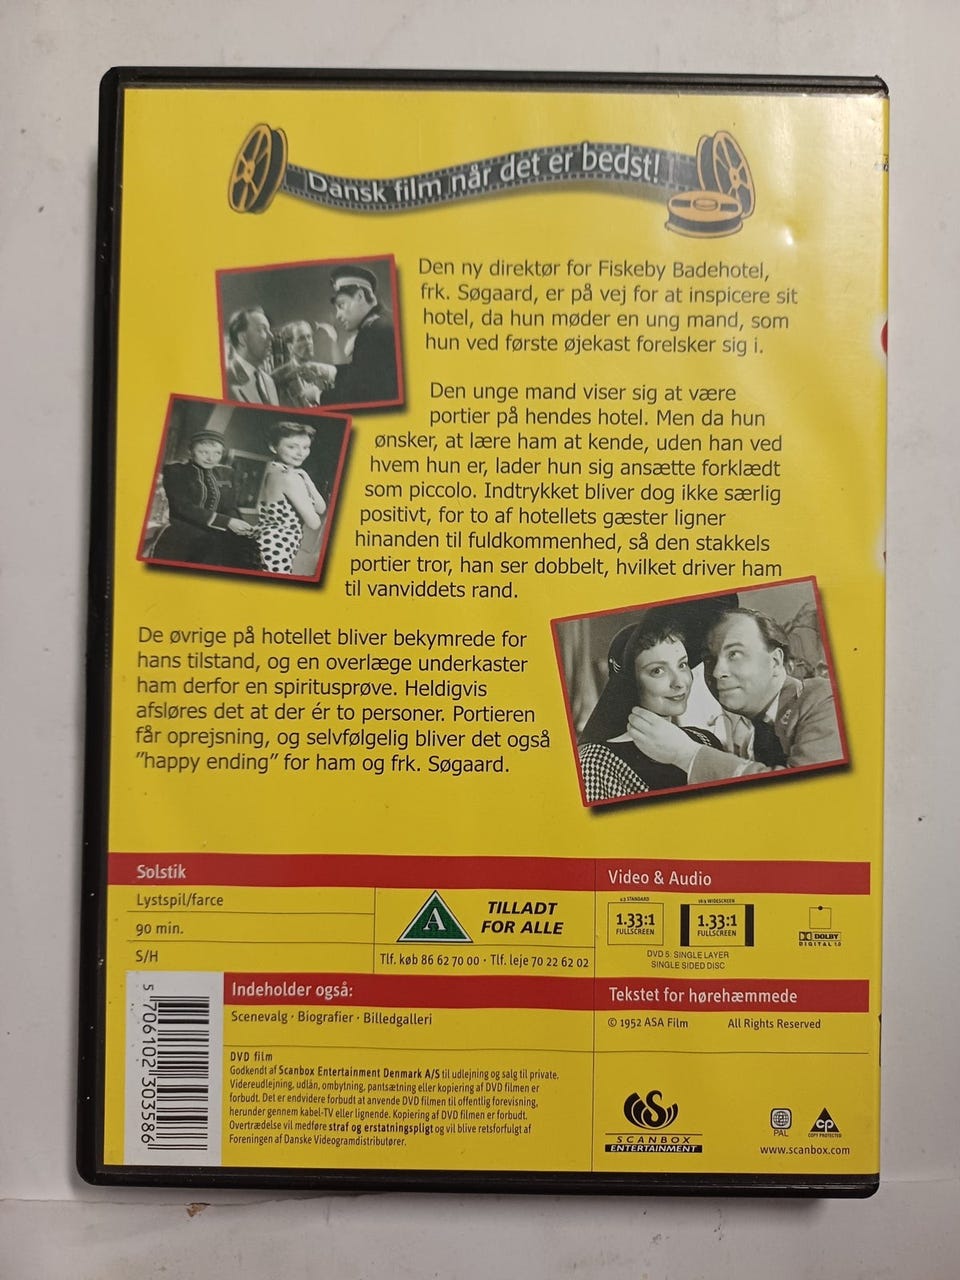 Dansk film når det er bedst!
Den ny direktør for Fiskeby Badehotel,
frk. Søgaard, er på vej for at inspicere sit
hotel, da hun møder en ung mand, som
hun ved første øjekast forelsker sig i.
Den unge mand viser sig at være
portier på hendes hotel. Men da hun
ønsker, at lære ham at kende, uden han ved
hvem hun er, lader hun sig ansætte forklædt
som piccolo. Indtrykket bliver dog ikke særlig
positivt, for to af hotellets gæster ligner
hinanden til fuldkommenhed, så den stakkels
portier tror, han ser dobbelt, hvilket driver ham
til vanviddets rand.
De øvrige på hotellet bliver bekymrede for
hans tilstand, og en overlæge underkaster
ham derfor en spiritusprøve. Heldigvis
afsløres det at der ér to personer. Portieren
får oprejsning, og selvfølgelig bliver det også
"happy ending" for ham og frk. Søgaard.
Solstik
Lystspil/farce
90 min.
S/H
A
TILLADT
FOR ALLE
Tlf. køb 86 62 70 00 · Tlf. leje 70 22 62 02
Video & Audio
4:3 STANDARD
1.33:1
FULLSCREEN
16:9 WIDESCREEN
1.33:1
FULLSCREEN
DOLBY
DIGITAL 1.0
DVD 5: SINGLE LAYER
SINGLE SIDED DISC
Indeholder også:
Scenevalg · Biografier · Billedgalleri
Tekstet for hørehæmmede
© 1952 ASA Film All Rights Reserved
5 706102 303586
DVD film
Godkendt af Scanbox Entertainment Denmark A/S til udlejning og salg til private.
Videreudlejning, udlån, ombytning, pantsætning eller kopiering af DVD filmen er
forbudt. Det er endvidere forbudt at anvende DVD filmen til offentlig forevisning,
herunder gennem kabel-TV eller lignende. Kopiering af DVD filmen er forbudt.
Overtrædelse vil medføre straf og erstatningspligt og vil blive retsforfulgt af
Foreningen af Danske Videogramdistributører.
SCANBOX
ENTERTAINMENT
PAL
CP
COPY PROTECTED
www.scanbox.com